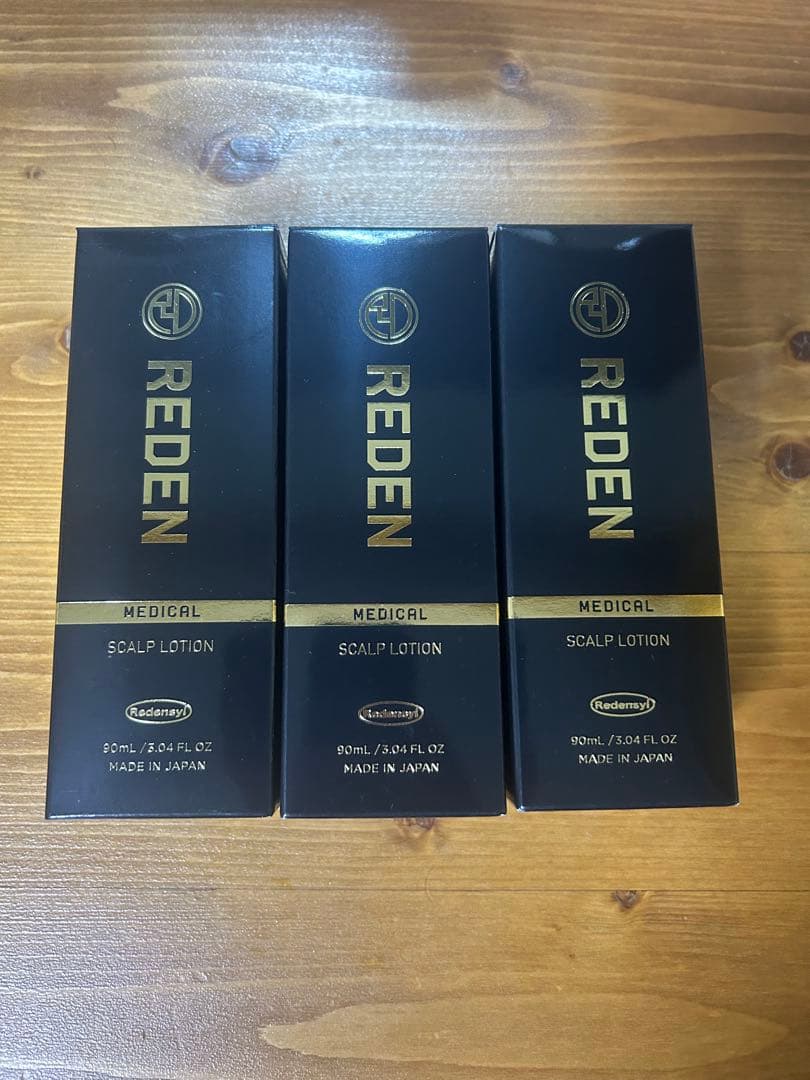 REDEN
MEDICAL
SCALP LOTION
Redensyl
90mL / 3.04 FL OZ
MADE IN JAPAN
REDEN
MEDICAL
SCALP LOTION
Redensyl
90mL / 3.04 FL OZ
MADE IN JAPAN
REDEN
MEDICAL
SCALP LOTION
Redensyl
90mL / 3.04 FL OZ
MADE IN JAPAN